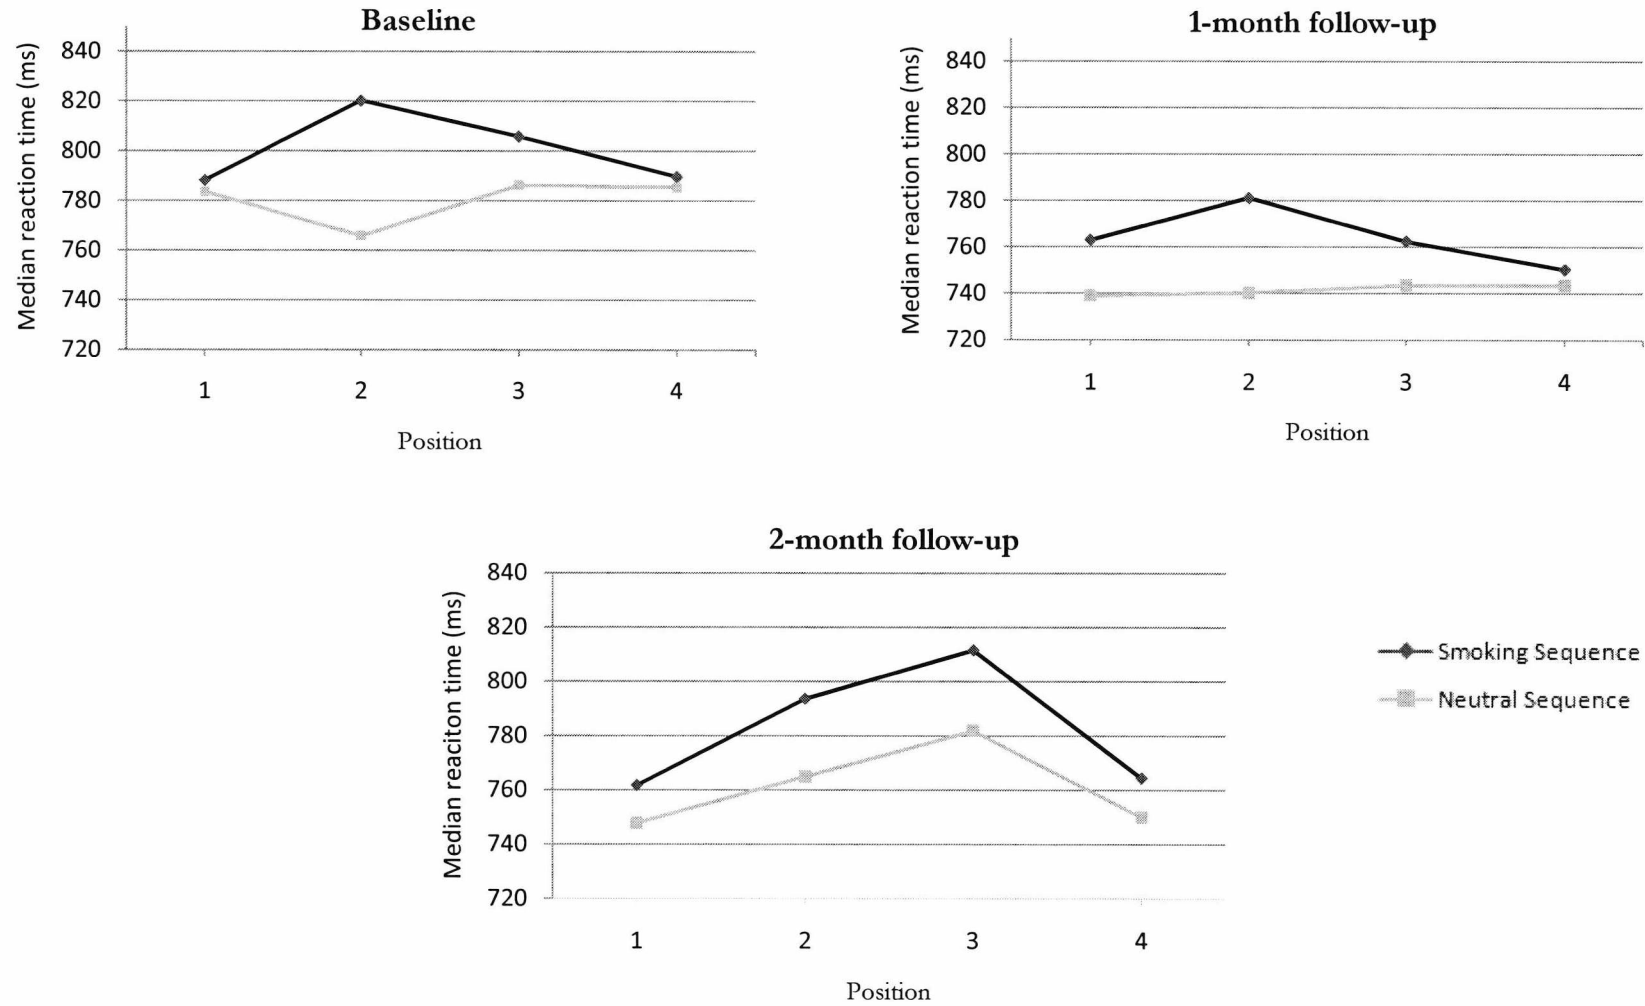 Baseline
Median reaction time (ms)
840
820
800
780
760
740
720
1 2 3 4
Position
1-month follow-up
Median reaction time (ms)
840
820
800
780
760
740
720
1 2 3 4
Position
2-month follow-up
Median reaciton time (ms)
840
820
800
780
760
740
720
1 2 3 4
Position
Smoking Sequence
Neutral Sequence